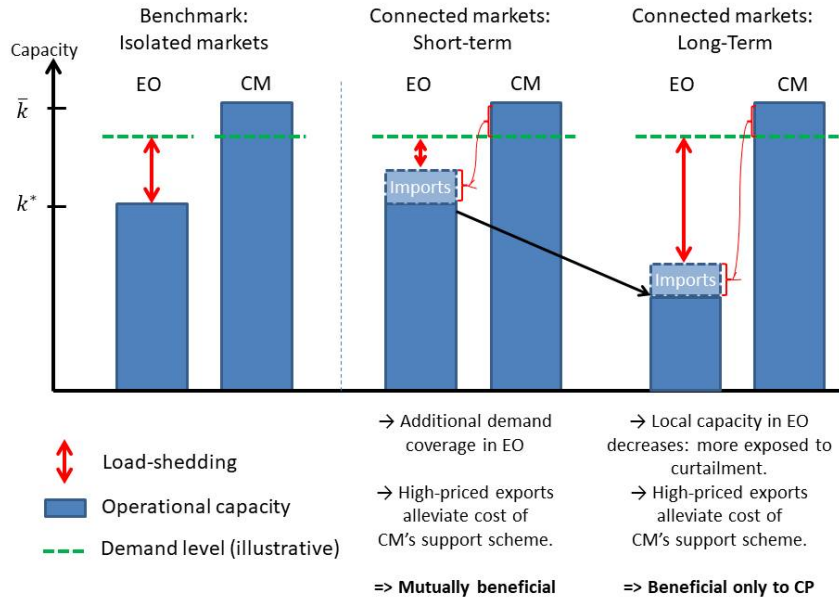 Benchmark:
Isolated markets
Connected markets:
Short-term
Connected markets:
Long-Term
Capacity
EO
CM
EO
CM
EO
CM
k̄
k*
Imports
Imports
Load-shedding
Operational capacity
Demand level (illustrative)
→ Additional demand
coverage in EO
→ High-priced exports
alleviate cost of
CM's support scheme.
=> Mutually beneficial
→ Local capacity in EO
decreases: more exposed to
curtailment.
→ High-priced exports
alleviate cost of
CM's support scheme.
=> Beneficial only to CP